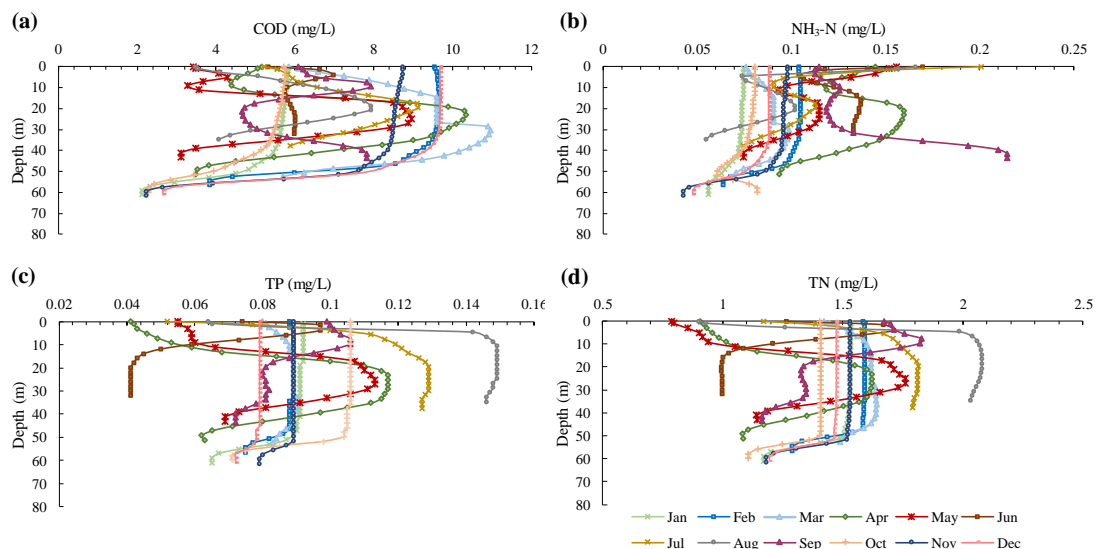 (a)
COD (mg/L)
0 2 4 6 8 10 12
0
10
20
30
40
50
60
70
80
Depth (m)
(b)
NH₃-N (mg/L)
0 0.05 0.1 0.15 0.2 0.25
0
10
20
30
40
50
60
70
80
Depth (m)
(c)
TP (mg/L)
0.02 0.04 0.06 0.08 0.1 0.12 0.14 0.16
0
10
20
30
40
50
60
70
80
Depth (m)
(d)
TN (mg/L)
0.5 1 1.5 2 2.5
0
10
20
30
40
50
60
70
80
Depth (m)
Jan Feb Mar Apr May Jun
Jul Aug Sep Oct Nov Dec